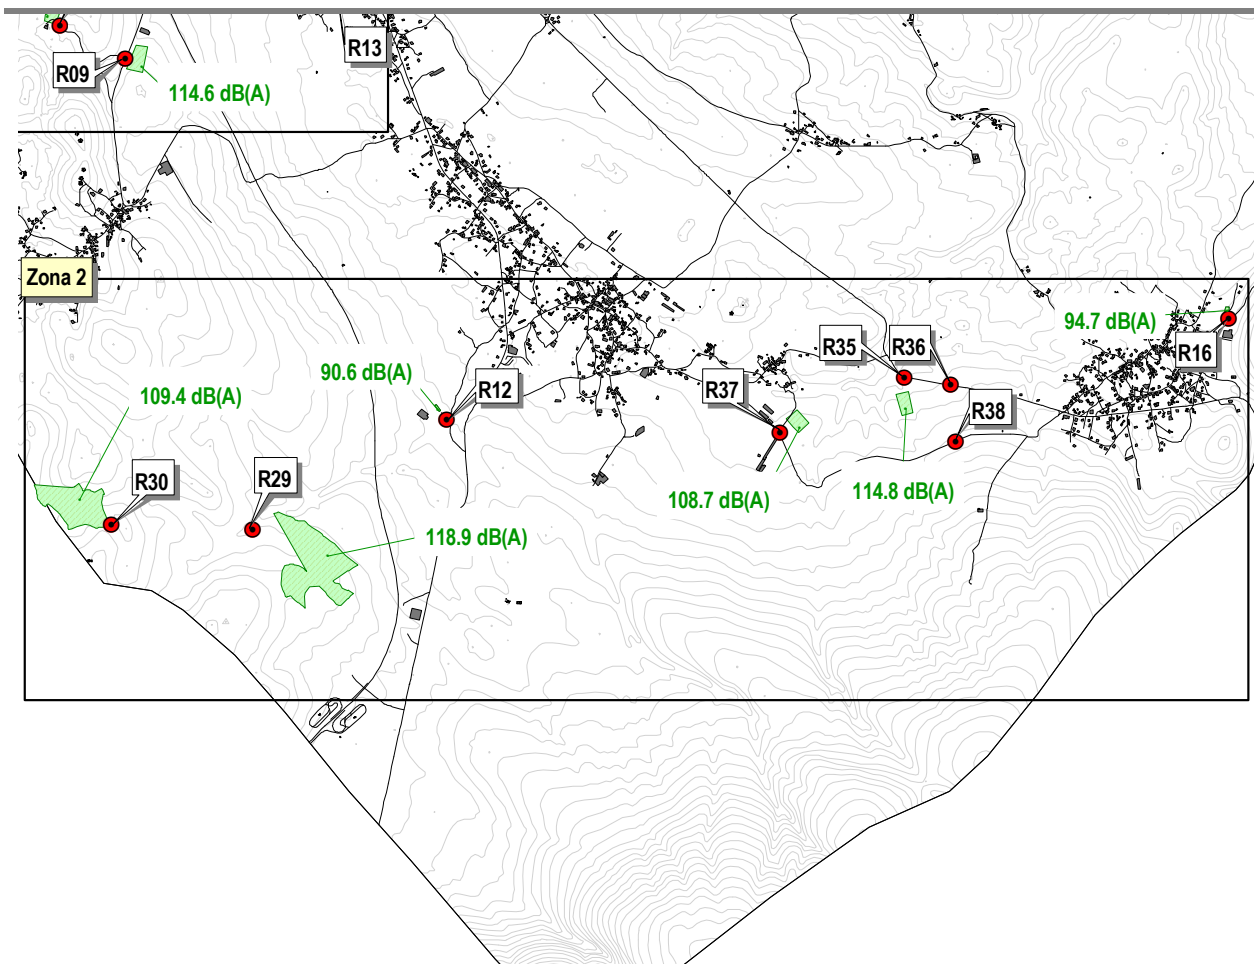 R13
R09
114.6 dB(A)
Zona 2
94.7 dB(A)
R35
R36
R16
90.6 dB(A)
R12
R37
109.4 dB(A)
R38
R30
R29
108.7 dB(A)
114.8 dB(A)
118.9 dB(A)